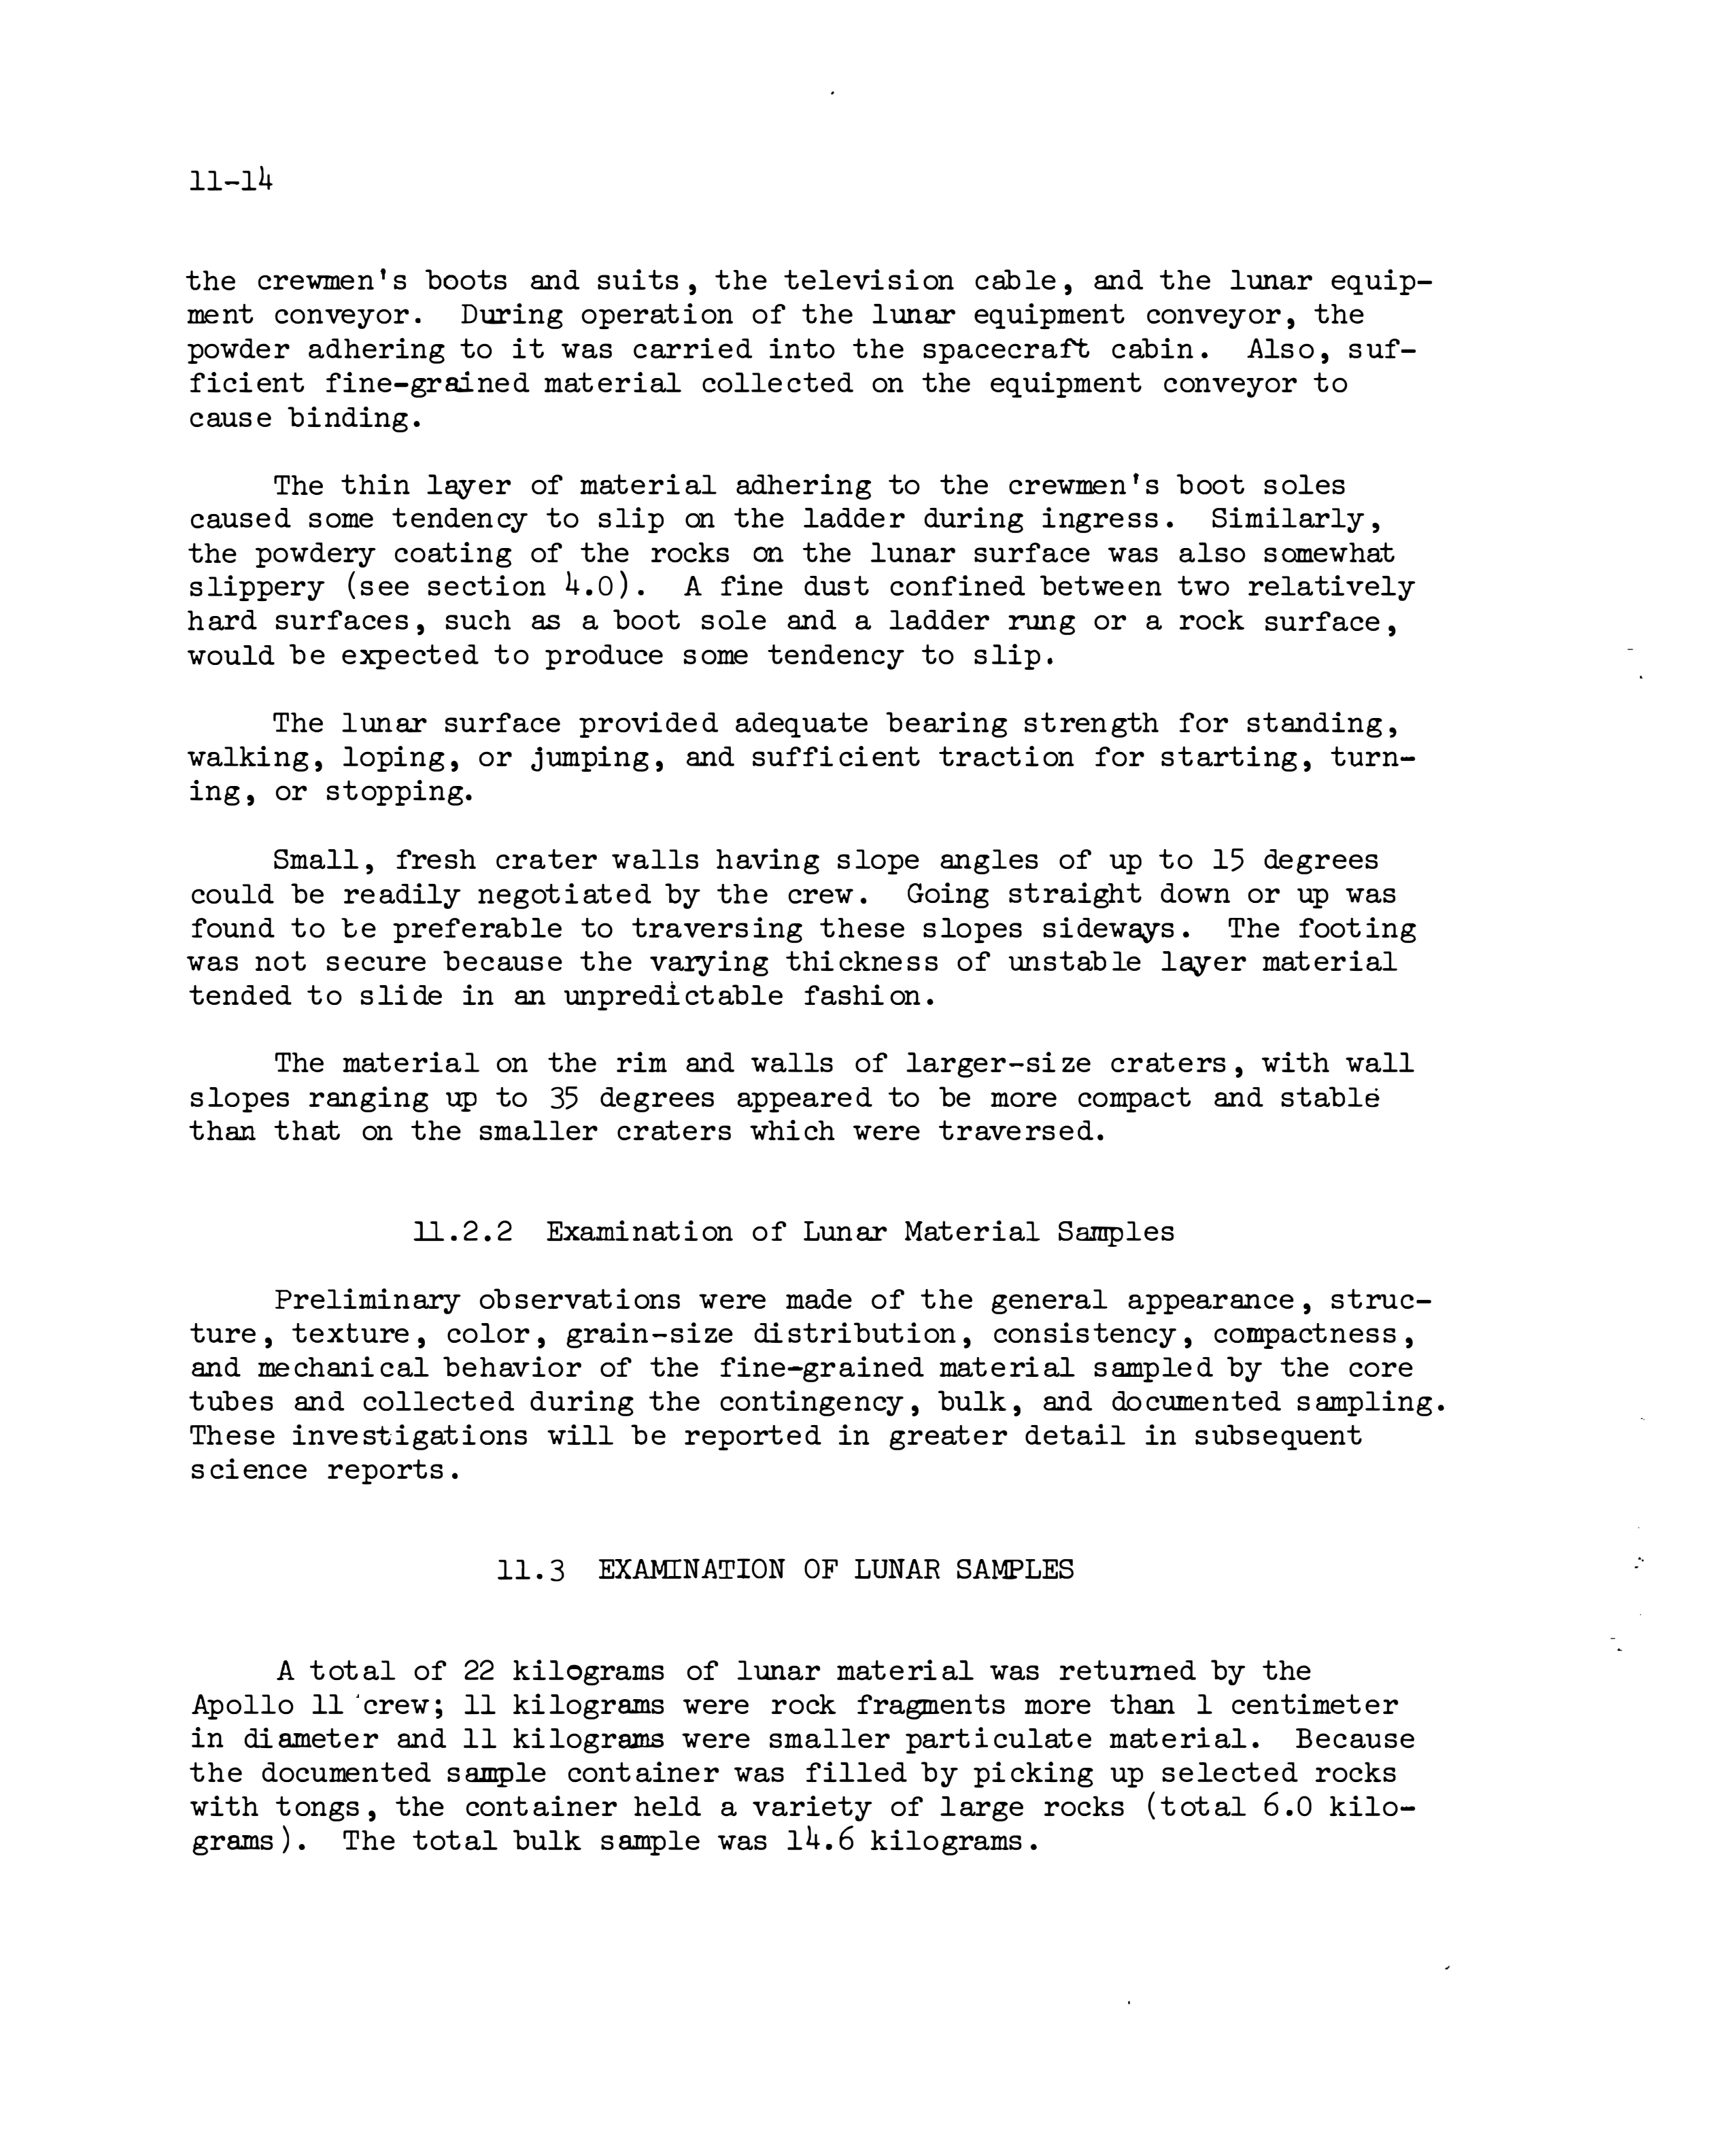 11-14
the crewmen's boots and suits, the television cable, and the lunar equip-
ment conveyor. During operation of the lunar equipment conveyor, the
powder adhering to it was carried into the spacecraft cabin. Also, suf-
ficient fine-grained material collected on the equipment conveyor to
cause binding.
The thin layer of material adhering to the crewmen's boot soles
caused some tendency to slip on the ladder during ingress. Similarly,
the powdery coating of the rocks on the lunar surface was also somewhat
slippery (see section 4.0). A fine dust confined between two relatively
hard surfaces, such as a boot sole and a ladder rung or a rock surface,
would be expected to produce some tendency to slip.
The lunar surface provided adequate bearing strength for standing,
walking, loping, or jumping, and sufficient traction for starting, turn-
ing, or stopping.
Small, fresh crater walls having slope angles of up to 15 degrees
could be readily negotiated by the crew. Going straight down or up was
found to be preferable to traversing these slopes sideways. The footing
was not secure because the varying thickness of unstable layer material
tended to slide in an unpredictable fashion.
The material on the rim and walls of larger-size craters, with wall
slopes ranging up to 35 degrees appeared to be more compact and stable
than that on the smaller craters which were traversed.
11.2.2 Examination of Lunar Material Samples
Preliminary observations were made of the general appearance, struc-
ture, texture, color, grain-size distribution, consistency, compactness,
and mechanical behavior of the fine-grained material sampled by the core
tubes and collected during the contingency, bulk, and documented sampling.
These investigations will be reported in greater detail in subsequent
science reports.
11.3 EXAMINATION OF LUNAR SAMPLES
A total of 22 kilograms of lunar material was returned by the
Apollo 11 crew; 11 kilograms were rock fragments more than 1 centimeter
in diameter and 11 kilograms were smaller particulate material. Because
the documented sample container was filled by picking up selected rocks
with tongs, the container held a variety of large rocks (total 6.0 kilo-
grams). The total bulk sample was 14.6 kilograms.